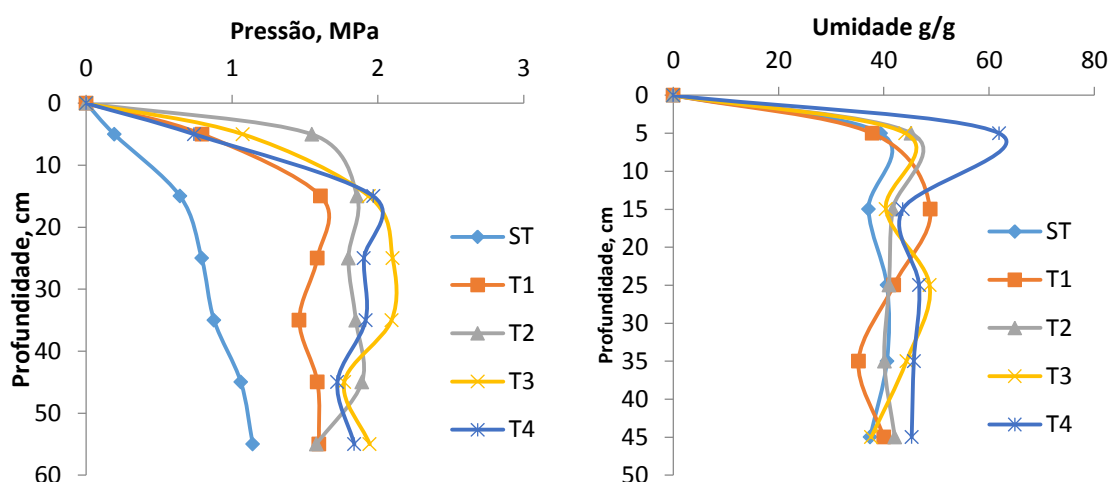 Pressão, MPa
0 1 2 3
Profundidade, cm
0
10
20
30
40
50
60
ST
T1
T2
T3
T4
Umidade g/g
0 20 40 60 80
Profundidade, cm
0
5
10
15
20
25
30
35
40
45
50
ST
T1
T2
T3
T4